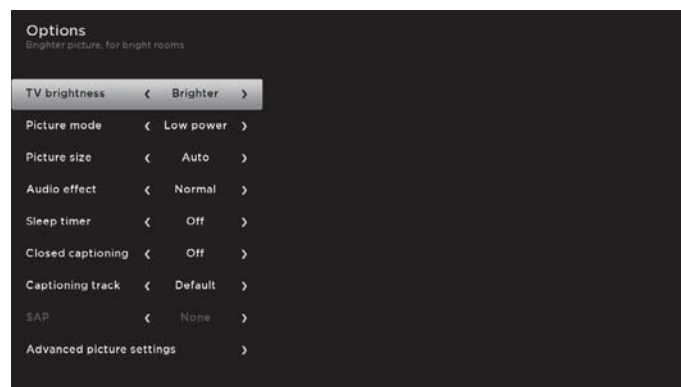 Options
Brighter picture, for bright rooms
TV brightness < Brighter >
Picture mode < Low power >
Picture size < Auto >
Audio effect < Normal >
Sleep timer < Off >
Closed captioning < Off >
Captioning track < Default >
SAP < None >
Advanced picture settings >